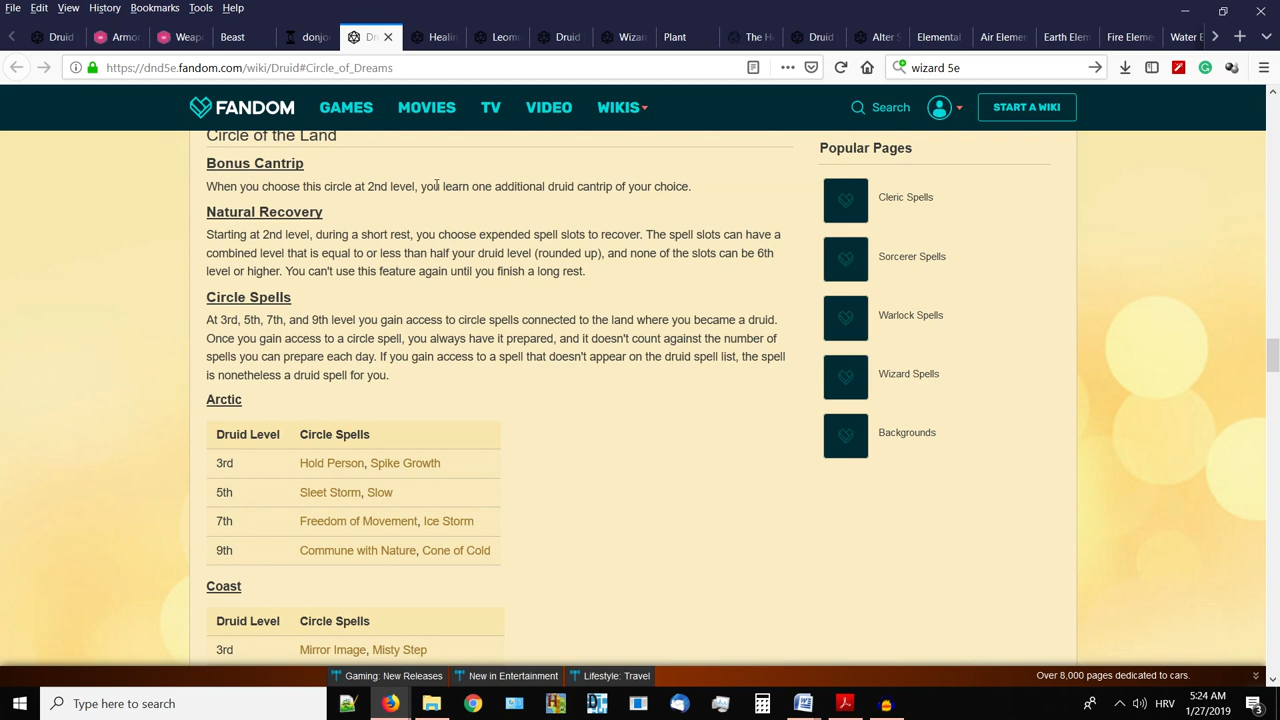 File Edit View History Bookmarks Tools Help
Druid Armor Weap Beast donjo Dr Healin Leomu Druid Wizar Plant The H Druid Alter S Elemental Air Elemen Earth Elem Fire Eleme Water E
https://dnd5e.fandom.com/wiki/Druid#Circle_of_Dreams
wizard 5e
FANDOM GAMES MOVIES TV VIDEO WIKIS Search START A WIKI
Circle of the Land
Bonus Cantrip
When you choose this circle at 2nd level, you learn one additional druid cantrip of your choice.
Natural Recovery
Starting at 2nd level, during a short rest, you choose expended spell slots to recover. The spell slots can have a
combined level that is equal to or less than half your druid level (rounded up), and none of the slots can be 6th
level or higher. You can't use this feature again until you finish a long rest.
Circle Spells
At 3rd, 5th, 7th, and 9th level you gain access to circle spells connected to the land where you became a druid.
Once you gain access to a circle spell, you always have it prepared, and it doesn't count against the number of
spells you can prepare each day. If you gain access to a spell that doesn't appear on the druid spell list, the spell
is nonetheless a druid spell for you.
Arctic
Druid Level Circle Spells
3rd Hold Person, Spike Growth
5th Sleet Storm, Slow
7th Freedom of Movement, Ice Storm
9th Commune with Nature, Cone of Cold
Coast
Druid Level Circle Spells
3rd Mirror Image, Misty Step
Popular Pages
Cleric Spells
Sorcerer Spells
Warlock Spells
Wizard Spells
Backgrounds
Gaming: New Releases New in Entertainment Lifestyle: Travel Over 8,000 pages dedicated to cars.
Type here to search
HRV
5:24 AM
1/27/2019
3